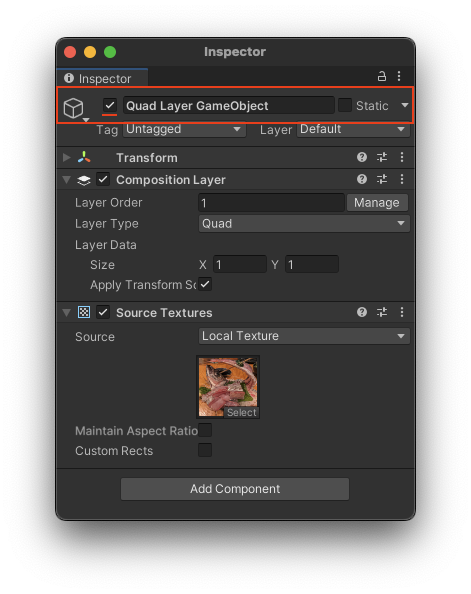 Inspector
Inspector
Quad Layer GameObject Static
Tag Untagged Layer Default
Transform
Composition Layer
Layer Order 1 Manage
Layer Type Quad
Layer Data
Size X 1 Y 1
Apply Transform Sc
Source Textures
Source Local Texture
Select
Maintain Aspect Ratio
Custom Rects
Add Component